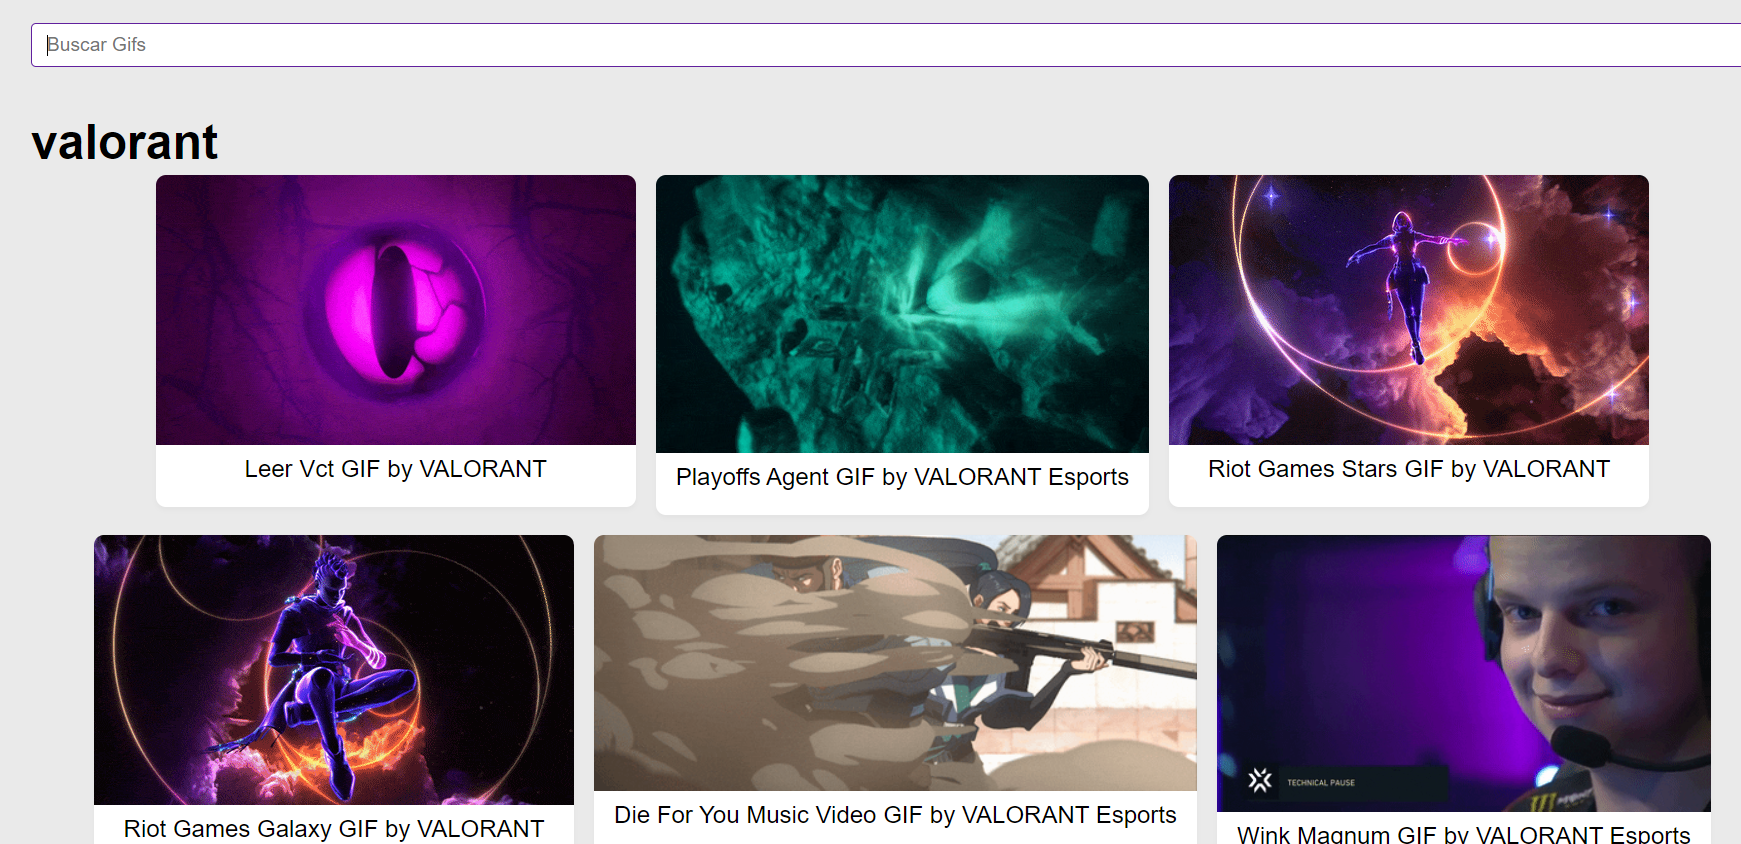 Buscar Gifs
valorant
Leer Vct GIF by VALORANT
Playoffs Agent GIF by VALORANT Esports
Riot Games Stars GIF by VALORANT
Riot Games Galaxy GIF by VALORANT
Die For You Music Video GIF by VALORANT Esports
TECHNICAL PAUSE
Wink Magnum GIF by VALORANT Esports